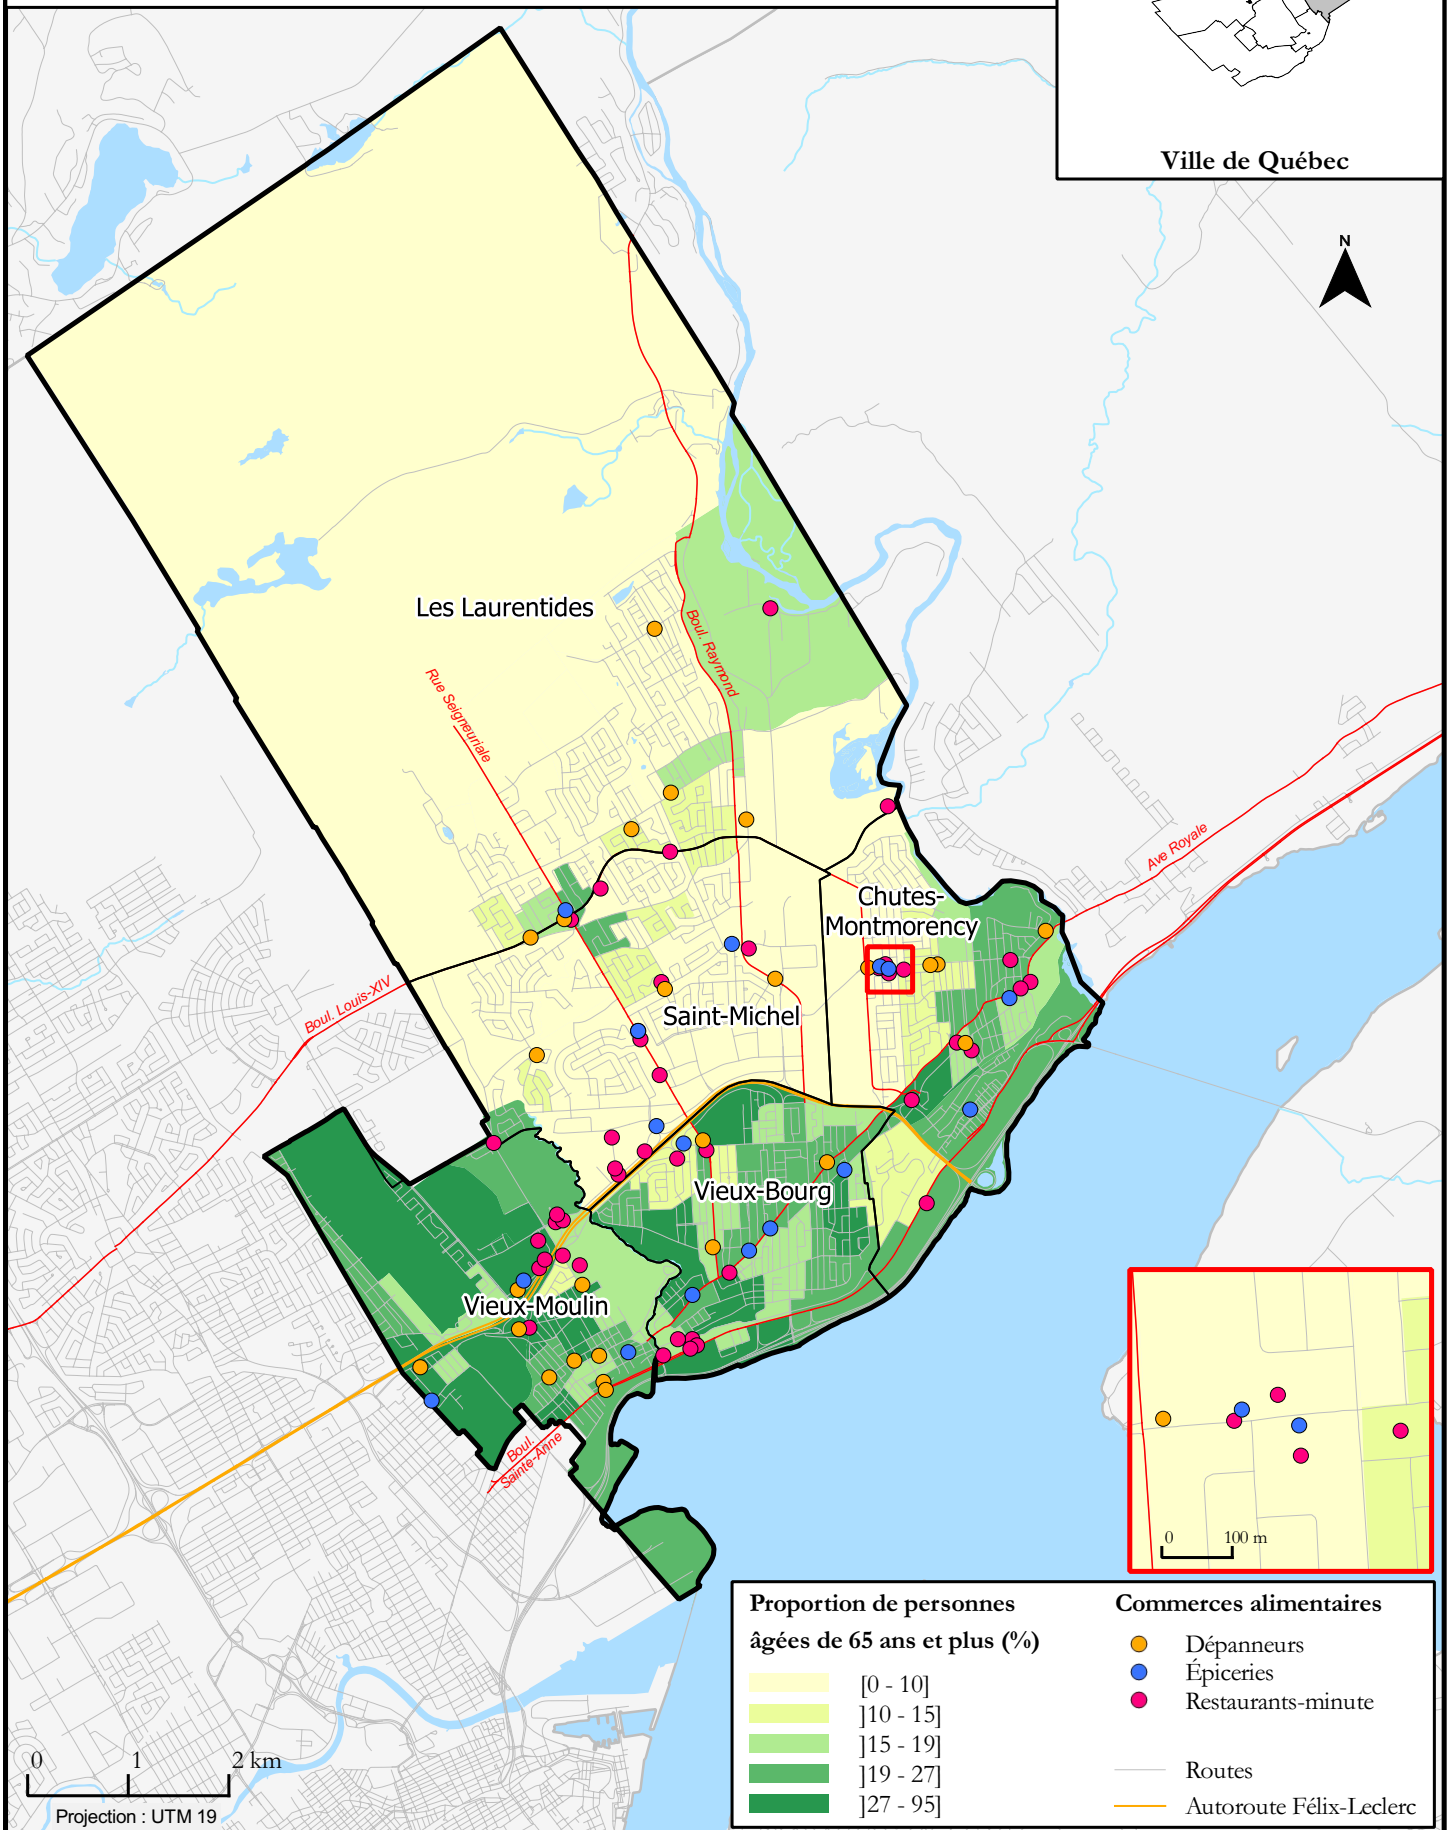 Ville de Québec
N
Les Laurentides
Boul. Raymond
Rue Seigneuriale
Ave Royale
Chutes-
Montmorency
Boul. Louis-XIV
Saint-Michel
Vieux-Bourg
Vieux-Moulin
Boul.
Sainte-Anne
0 100 m
Proportion de personnes
âgées de 65 ans et plus (%)
[0 - 10]
]10 - 15]
]15 - 19]
]19 - 27]
]27 - 95]
Commerces alimentaires
Dépanneurs
Épiceries
Restaurants-minute
Routes
Autoroute Félix-Leclerc
0 1 2 km
Projection : UTM 19